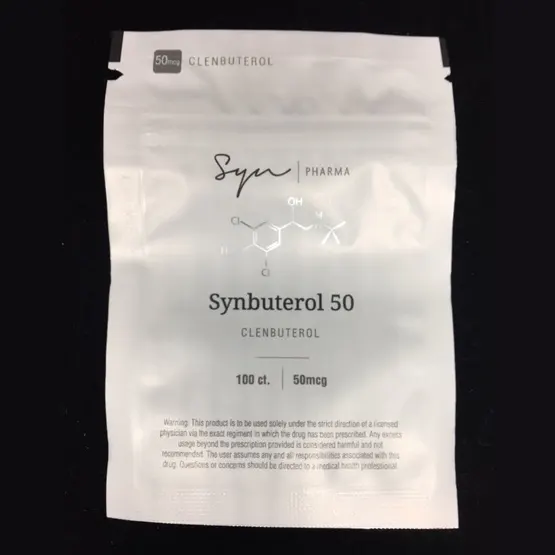 50mcg CLENBUTEROL
Syn PHARMA
OH
Cl
H
Cl
Synbuterol 50
CLENBUTEROL
100 ct. 50mcg
Warning: This product is to be used solely under the strict direction of a licensed
physician via the exact regiment in which the drug has been prescribed. Any excess
usage beyond the prescription provided is considered harmful and not
recommended. The user assumes any and all responsibilities associated with this
drug. Questions or concerns should be directed to a medical health professional.